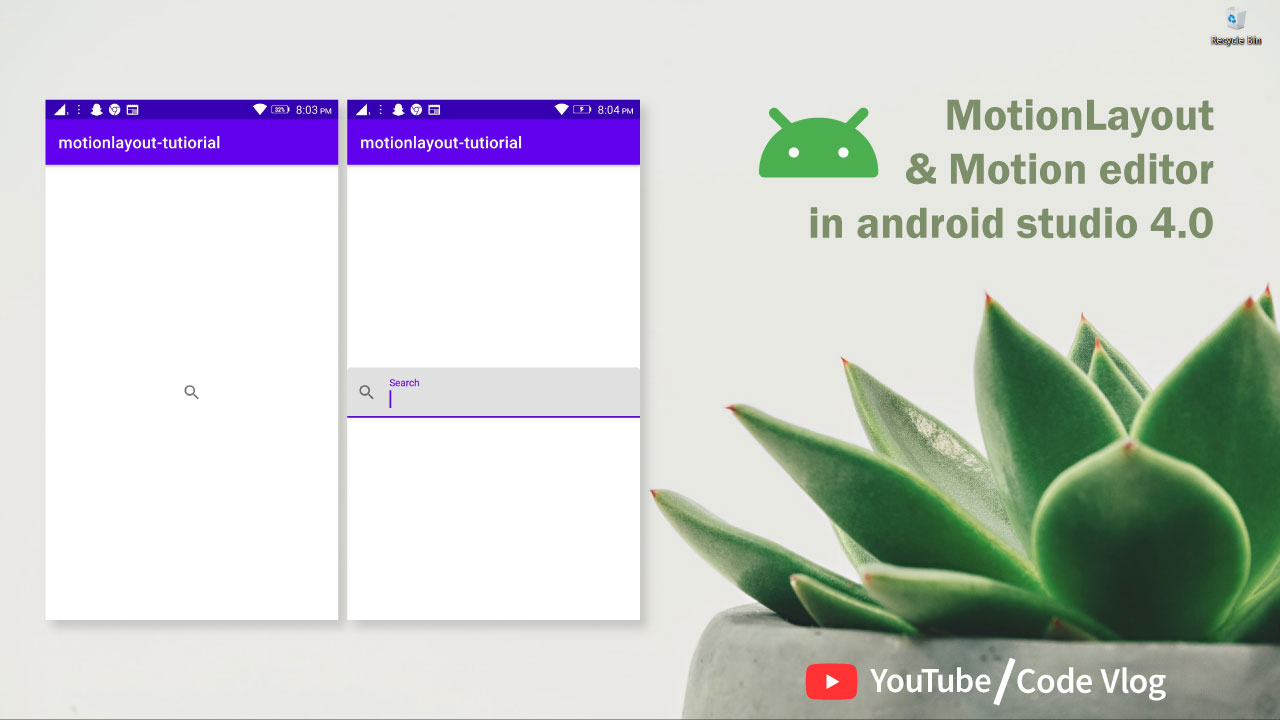 Recycle Bin
8:03 PM
motionlayout-tutiorial
8:04 PM
motionlayout-tutiorial
Search
MotionLayout
& Motion editor
in android studio 4.0
YouTube/Code Vlog